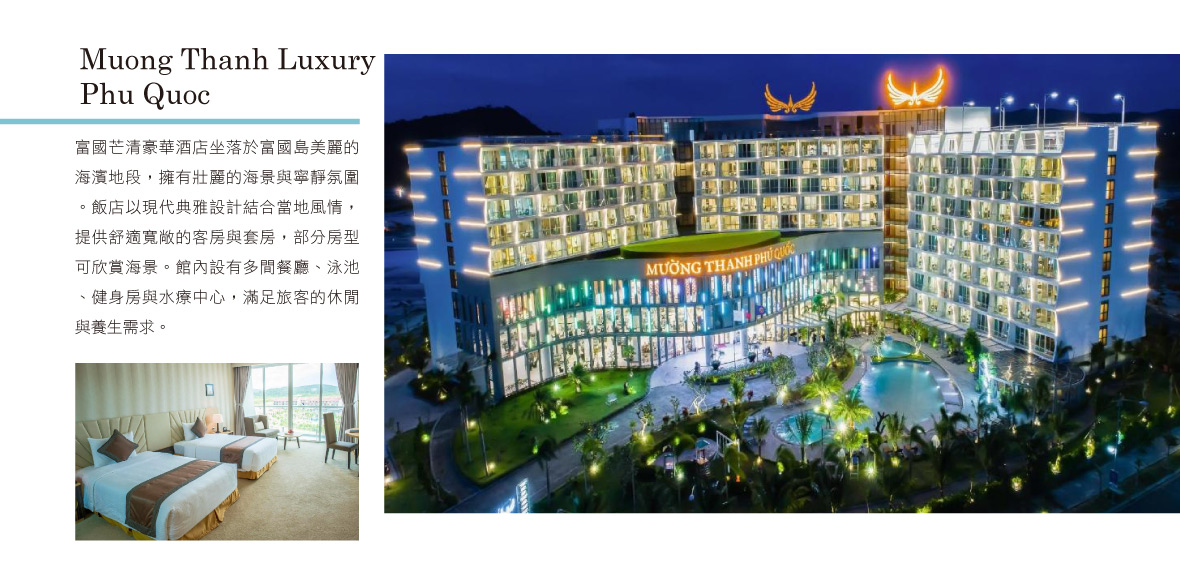 Muong Thanh Luxury
Phu Quoc
富國芒清豪華酒店坐落於富國島美麗的
海濱地段，擁有壯麗的海景與寧靜氛圍
。飯店以現代典雅設計結合當地風情，
提供舒適寬敞的客房與套房，部分房型
可欣賞海景。館內設有多間餐廳、泳池
、健身房與水療中心，滿足旅客的休閒
與養生需求。
MƯỜNG THANH PHÚ QUỐC